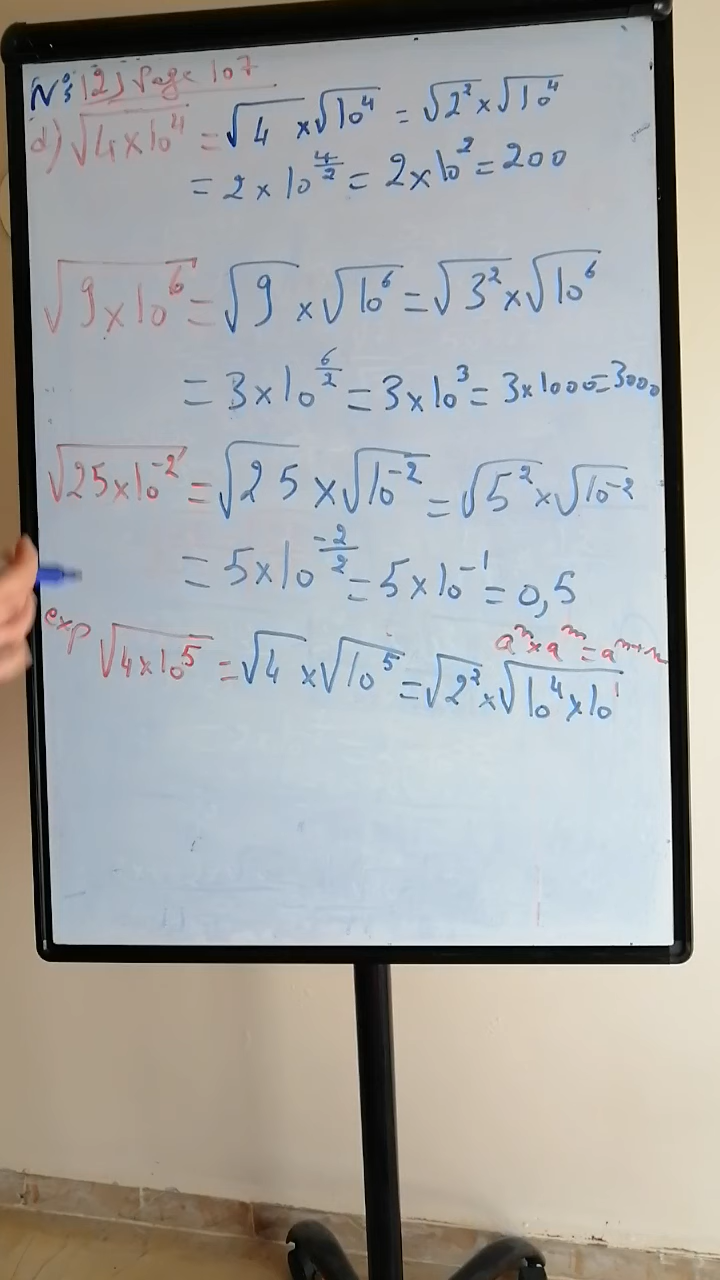 N° 12) Page 107
d) √(4×10⁴) = √4 × √10⁴ = √2² × √10⁴
= 2 × 10^(4/2) = 2×10² = 200
√(9×10⁶) = √9 × √10⁶ = √3² × √10⁶
= 3×10^(6/2) = 3×10³ = 3×1000=3000
√(25×10⁻²) = √25 × √10⁻² = √5² × √10⁻²
= 5×10^(-2/2) = 5×10⁻¹ = 0,5
aⁿ×aᵐ=aᵐ⁺ⁿ
exp √(4×10⁵) = √4 × √10⁵ = √2² × √(10⁴×10¹)